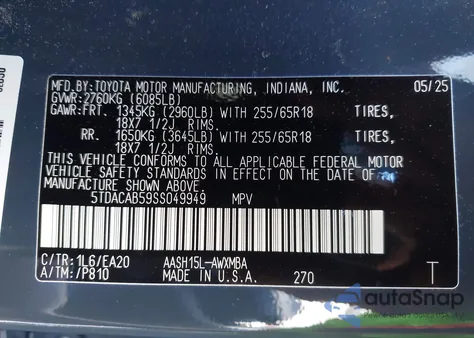 MFD.BY:TOYOTA MOTOR MANUFACTURING, INDIANA, INC. 05/25
GVWR:2760KG (6085LB)
GAWR:FRT. 1345KG (2960LB) WITH 255/65R18 TIRES,
18X7 1/2J RIMS.
RR. 1650KG (3645LB) WITH 255/65R18 TIRES,
18X7 1/2J RIMS.
THIS VEHICLE CONFORMS TO ALL APPLICABLE FEDERAL MOTOR
VEHICLE SAFETY STANDARDS IN EFFECT ON THE DATE OF
MANUFACTURE SHOWN ABOVE.
5TDACAB59SS049949 MPV
C/TR:1L6/EA20 AASH15L-AWXMBA
A/TM:/P810 MADE IN U.S.A. 270 T
autoSnap